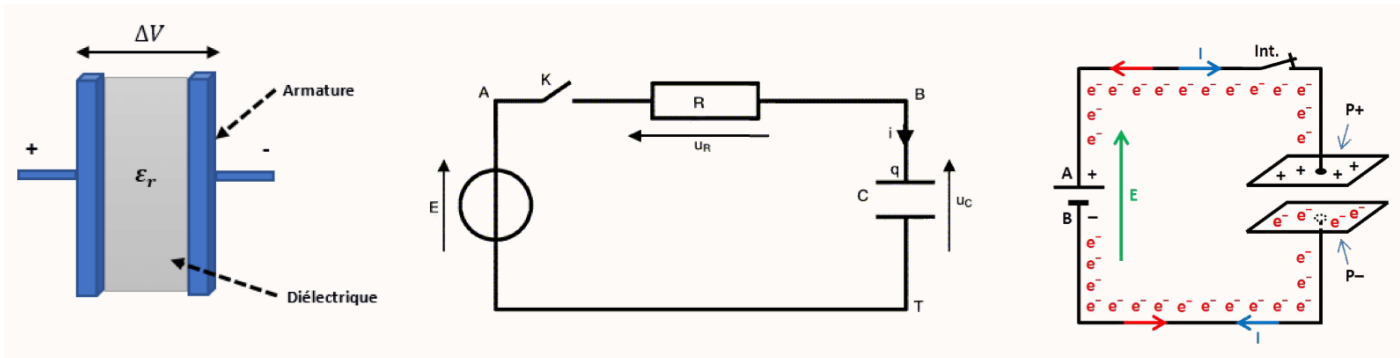 ΔV
Armature
+
-
εr
Diélectrique
A
K
R
B
uR
i
q
E
C
uC
T
I
Int.
e⁻ e⁻ e⁻ e⁻ e⁻ e⁻ e⁻ e⁻ e⁻
e⁻ e⁻
e⁻ e⁻
P+
A +
+ + + +
E
B −
e⁻ e⁻ e⁻ e⁻
e⁻ e⁻
e⁻ e⁻
P−
e⁻ e⁻ e⁻ e⁻ e⁻ e⁻ e⁻ e⁻ e⁻ e⁻
I